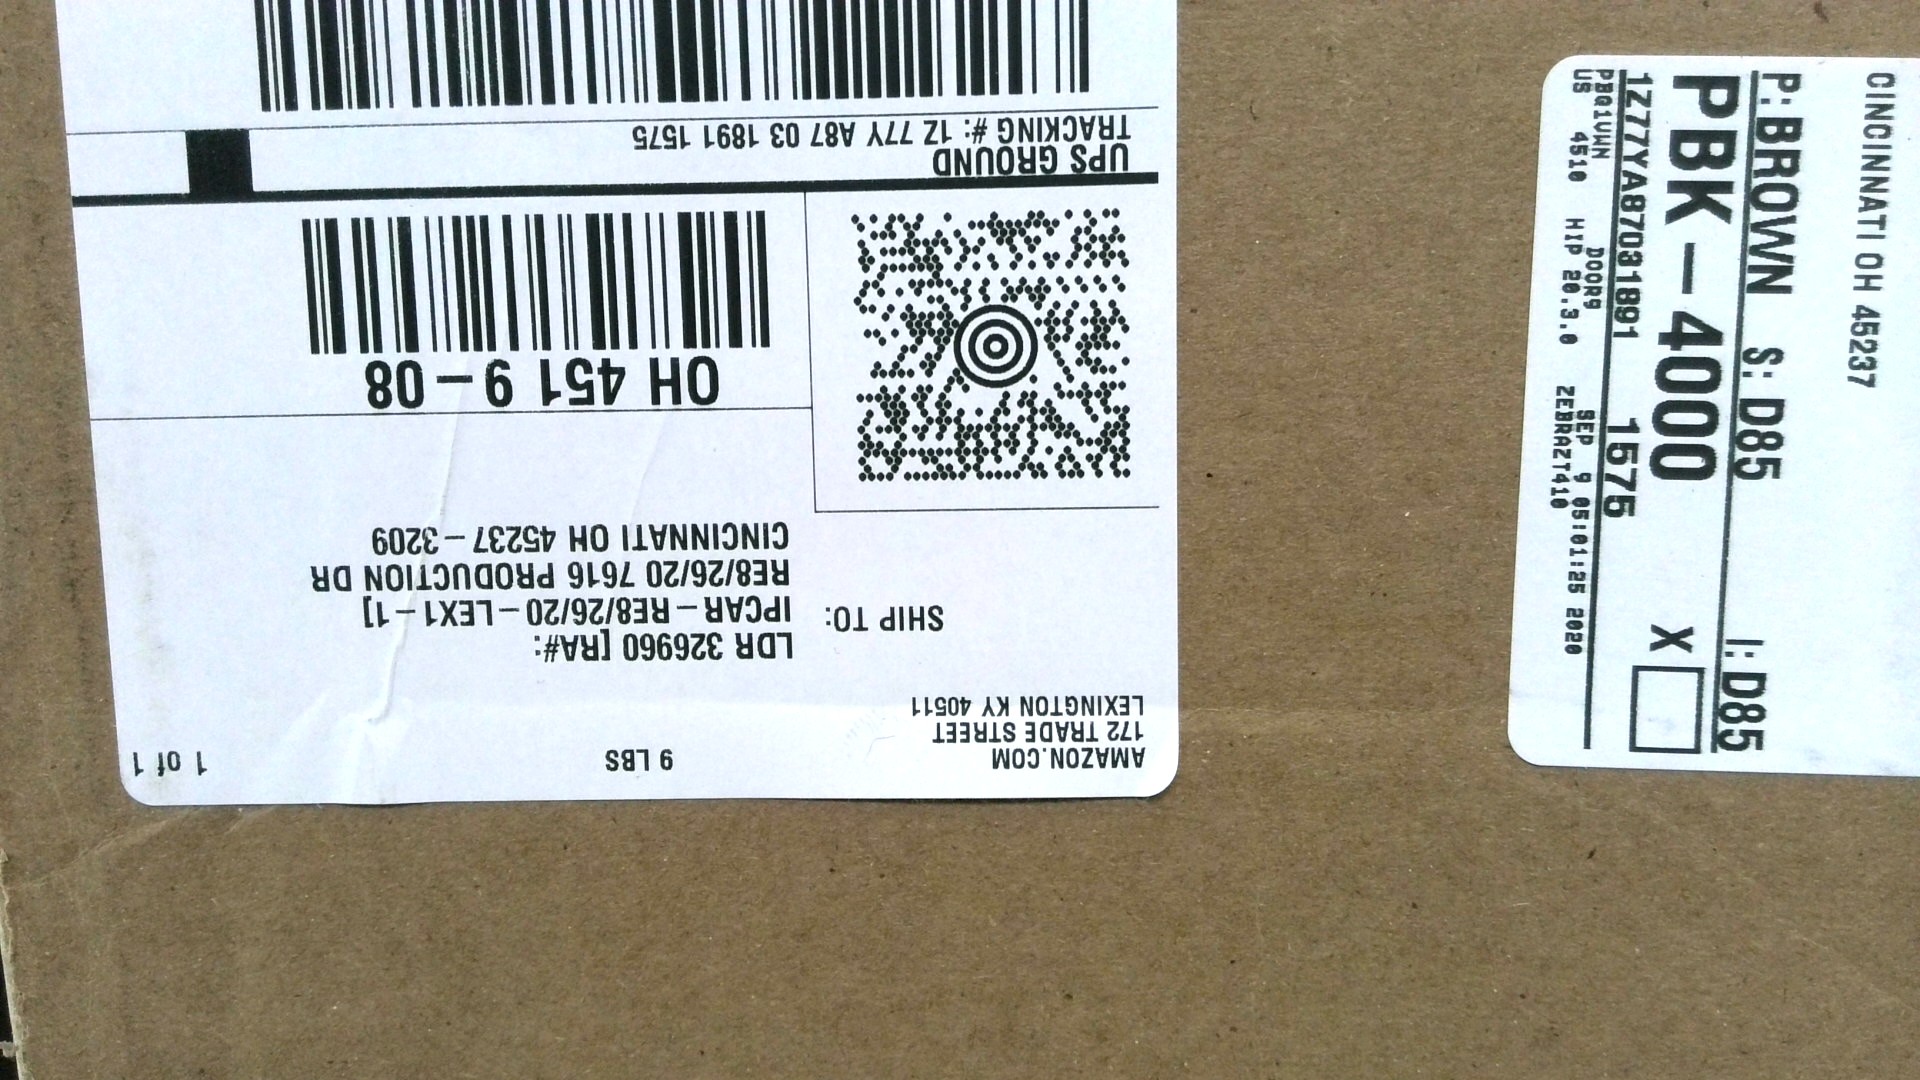 AMAZON.COM
172 TRADE STREET
LEXINGTON KY 40511
9 LBS
1 of 1
SHIP TO:
LDR 326960 [RA#:
IPCAR-RE8/26/20-LEX1-1]
RE8/26/20 7616 PRODUCTION DR
CINCINNATI OH 45237-3209
OH 451 9-08
UPS GROUND
TRACKING #: 1Z 77Y A87 03 1891 1575
CINCINNATI OH 45237
P: BROWN S: D85 I: D85
PBK-4000 X
1Z77YA8703181891 1575
PBQ1UWN DOOR9 SEP 9 05:01:25 2020
US 4510 HIP 20.3.0 ZEBRAZT410